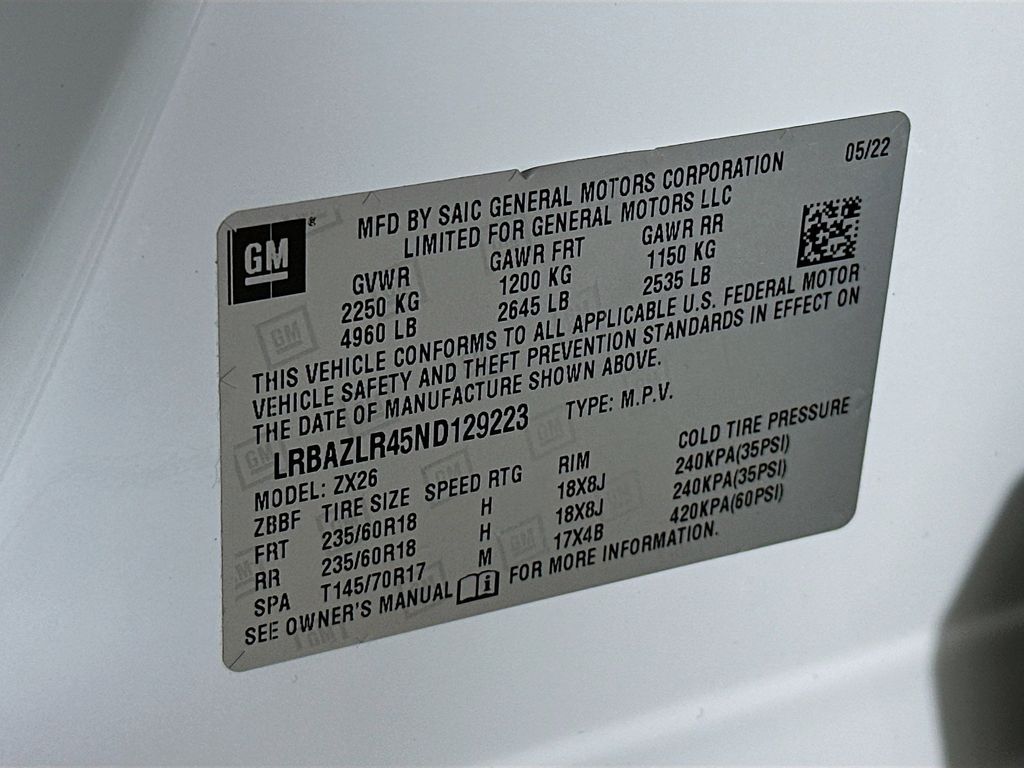 GM
MFD BY SAIC GENERAL MOTORS CORPORATION 05/22
LIMITED FOR GENERAL MOTORS LLC
GVWR GAWR FRT GAWR RR
2250 KG 1200 KG 1150 KG
4960 LB 2645 LB 2535 LB
THIS VEHICLE CONFORMS TO ALL APPLICABLE U.S. FEDERAL MOTOR
VEHICLE SAFETY AND THEFT PREVENTION STANDARDS IN EFFECT ON
THE DATE OF MANUFACTURE SHOWN ABOVE.
LRBAZLR45ND129223 TYPE: M.P.V.
MODEL: ZX26
ZBBF TIRE SIZE SPEED RTG RIM COLD TIRE PRESSURE
FRT 235/60R18 H 18X8J 240KPA(35PSI)
RR 235/60R18 H 18X8J 240KPA(35PSI)
SPA T145/70R17 M 17X4B 420KPA(60PSI)
SEE OWNER'S MANUAL FOR MORE INFORMATION.